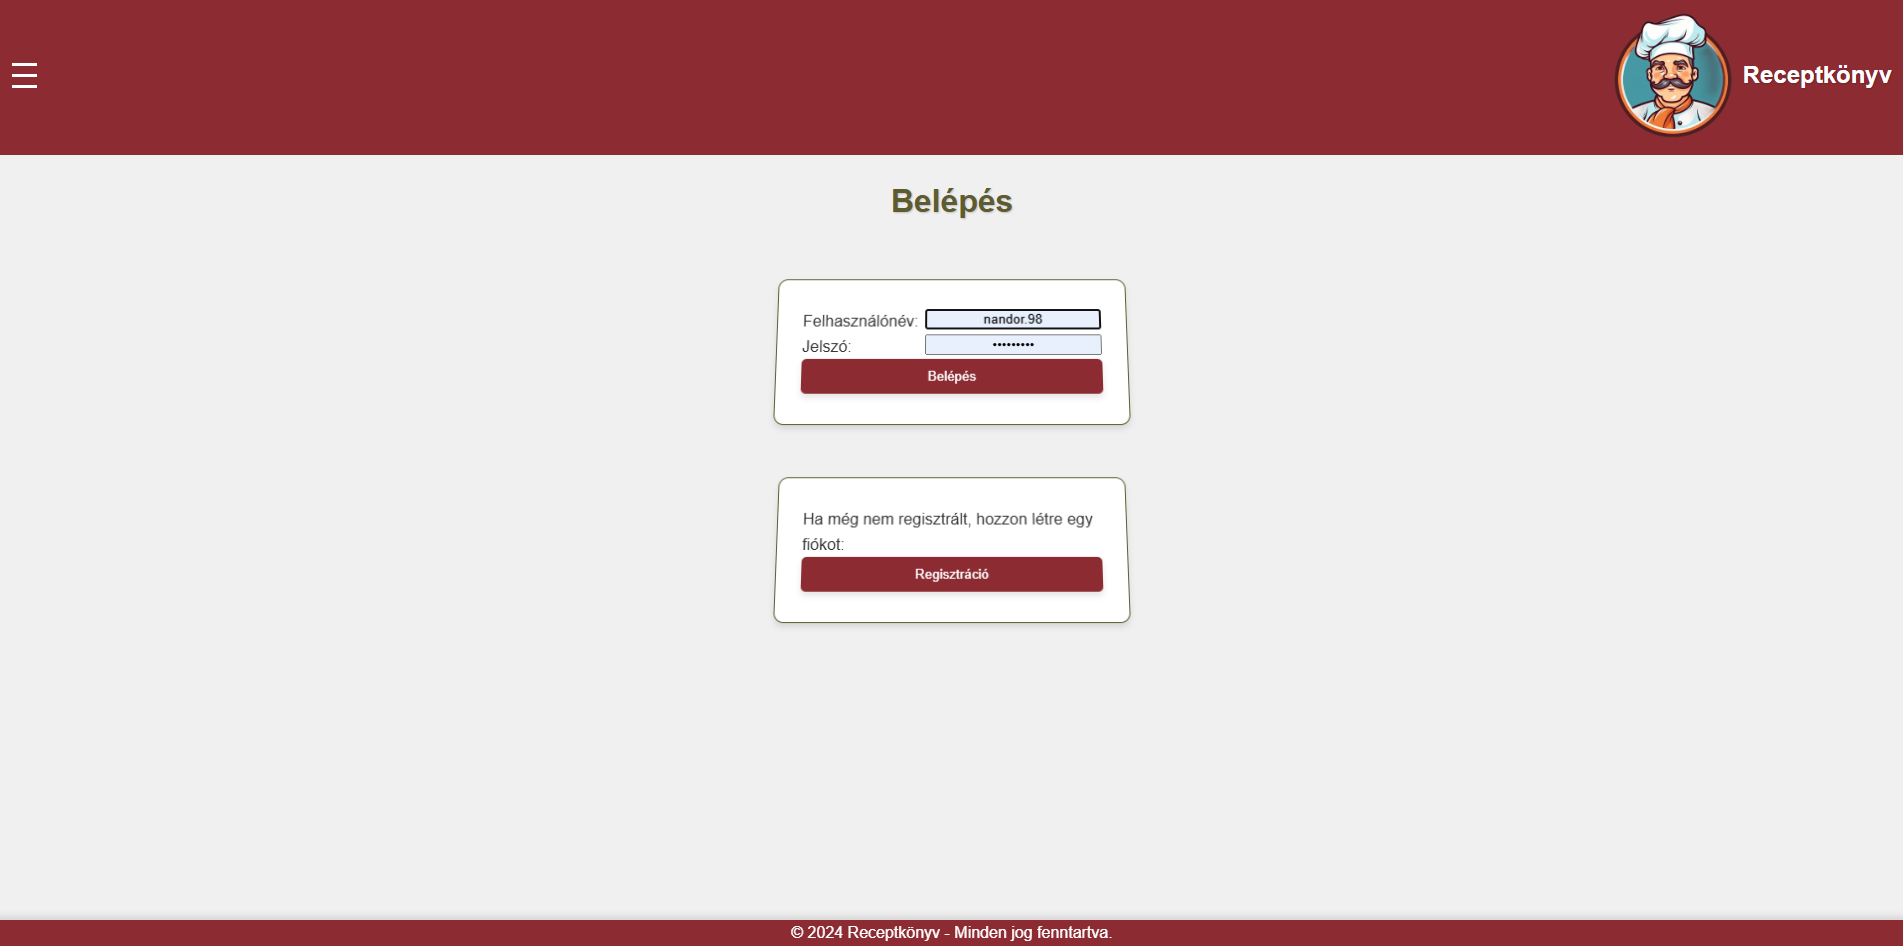 Receptkönyv
Belépés
Felhasználónév: nandor.98
Jelszó: •••••••••
Belépés
Ha még nem regisztrált, hozzon létre egy
fiókot:
Regisztráció
© 2024 Receptkönyv - Minden jog fenntartva.